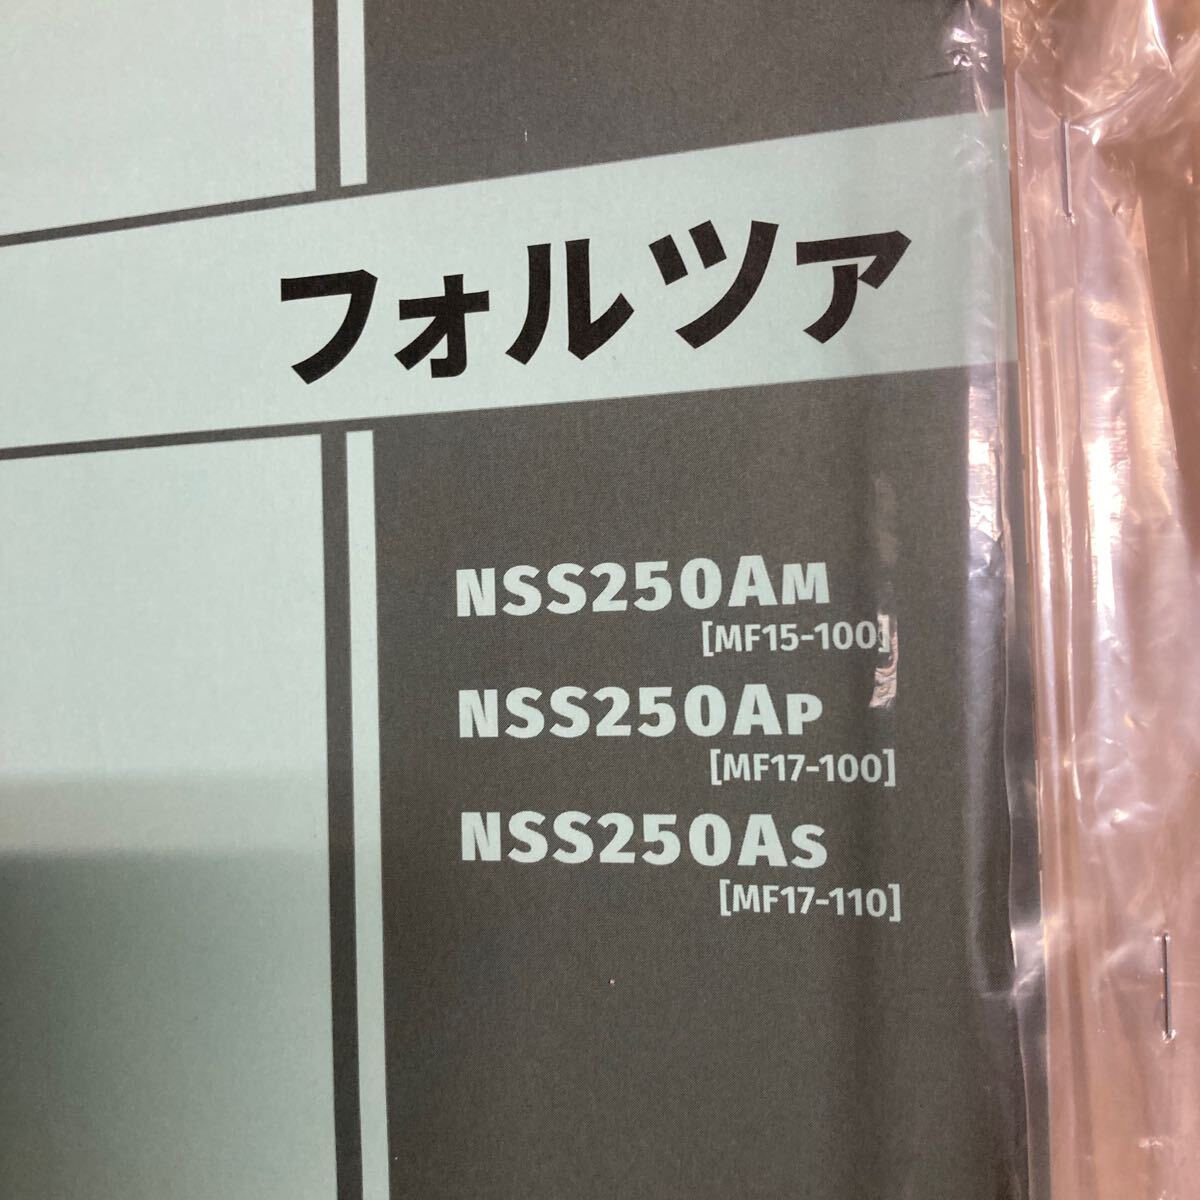 フォルツァ
NSS250AM
[MF15-100]
NSS250AP
[MF17-100]
NSS250AS
[MF17-110]